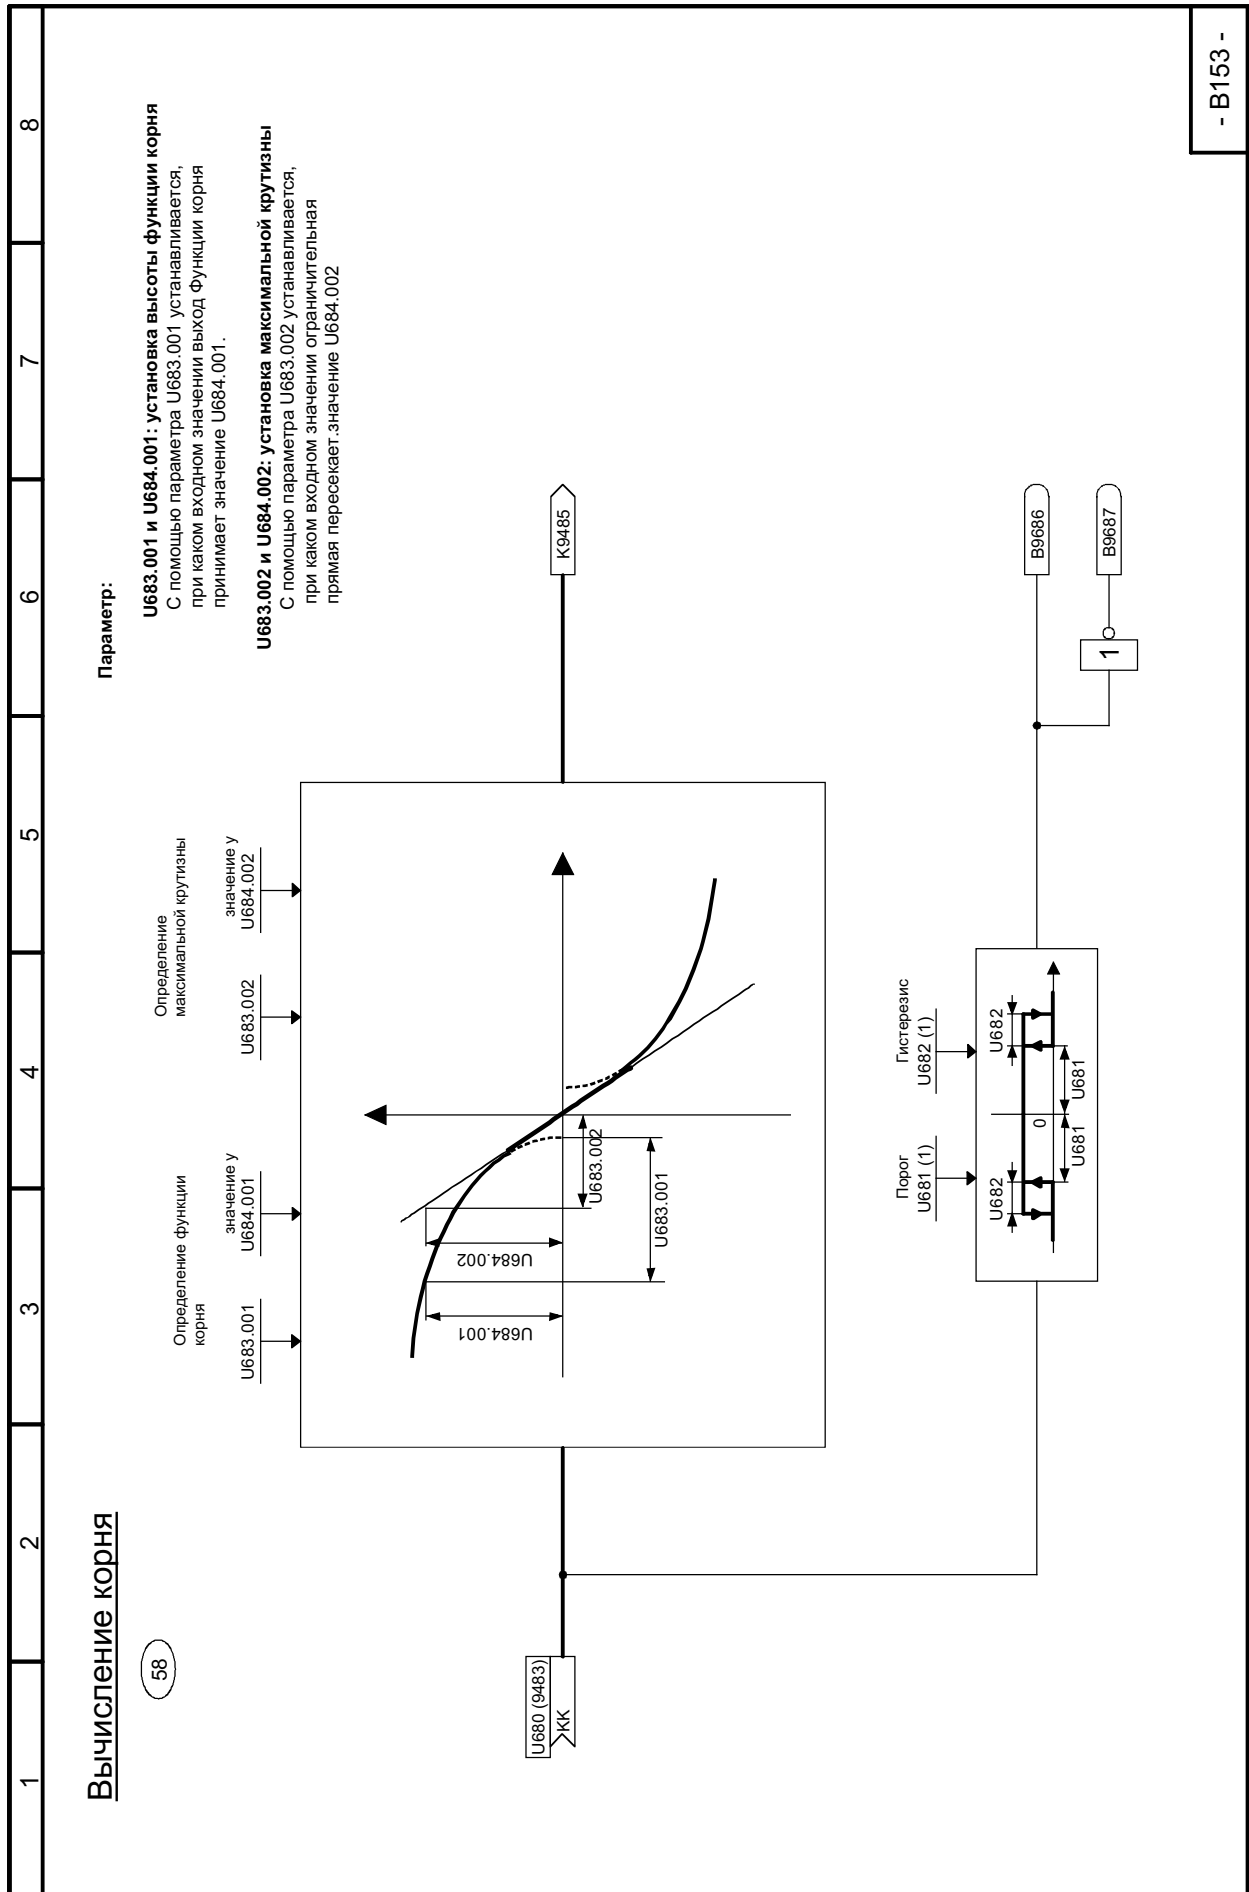 1
2
3
4
5
6
7
8
Вычисление корня
58
Параметр:
U683.001 и U684.001: установка высоты функции корня
С помощью параметра U683.001 устанавливается,
при каком входном значении выход Функции корня
принимает значение U684.001.
U683.002 и U684.002: установка максимальной крутизны
С помощью параметра U683.002 устанавливается,
при каком входном значении ограничительная
прямая пересекает.значение U684.002
Определение функции
корня
U683.001
значение у
U684.001
Определение
максимальной крутизны
U683.002
значение у
U684.002
U684.001
U684.002
U683.002
U683.001
U680 (9483)
KK
K9485
Порог
U681 (1)
Гистерезис
U682 (1)
U682
U682
0
U681
U681
1
B9686
B9687
- B153 -